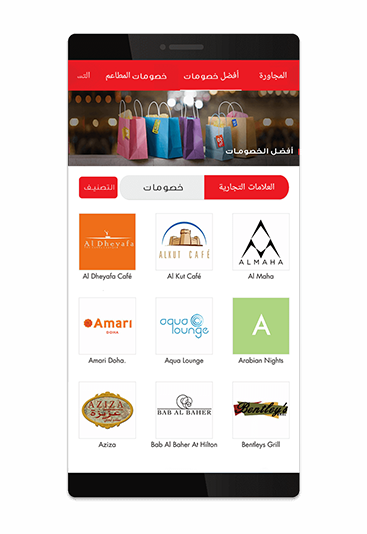 المجاورة
أفضل خصومات
خصومات المطاعم
التس
أفضل الخصومات
العلامات التجارية
خصومات
التصنيف
Al Dheyafa
ALKUT CAFÉ
ALMAHA
Al Dheyafa Café
Al Kut Café
Al Maha
Amari
DOHA
aqua
lounge
A
Amari Doha.
Aqua Lounge
Arabian Nights
AZIZA
عزيزة
BAB AL BAHER
Bentley's
Aziza
Bab Al Baher At Hilton
Bentleys Grill